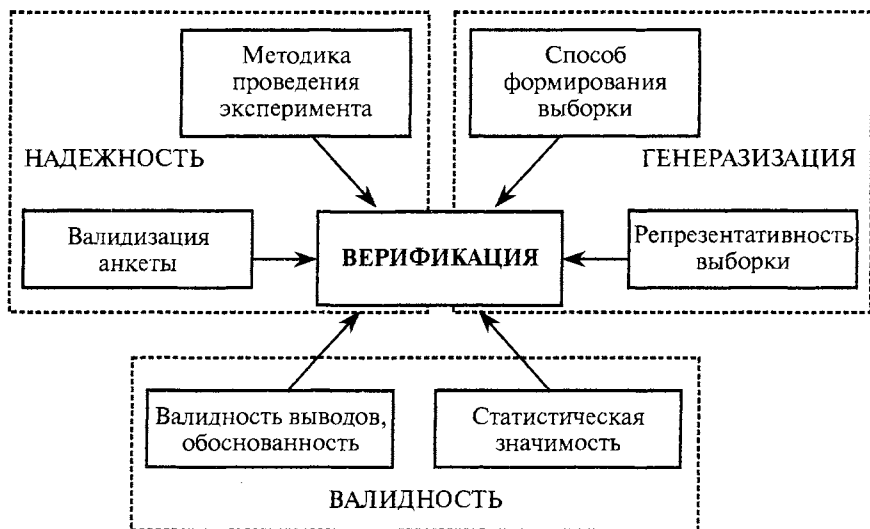 Методика
проведения
эксперимента
Способ
формирования
выборки
НАДЕЖНОСТЬ
ГЕНЕРАЗИЗАЦИЯ
Валидизация
анкеты
ВЕРИФИКАЦИЯ
Репрезентативность
выборки
Валидность выводов,
обоснованность
Статистическая
значимость
ВАЛИДНОСТЬ